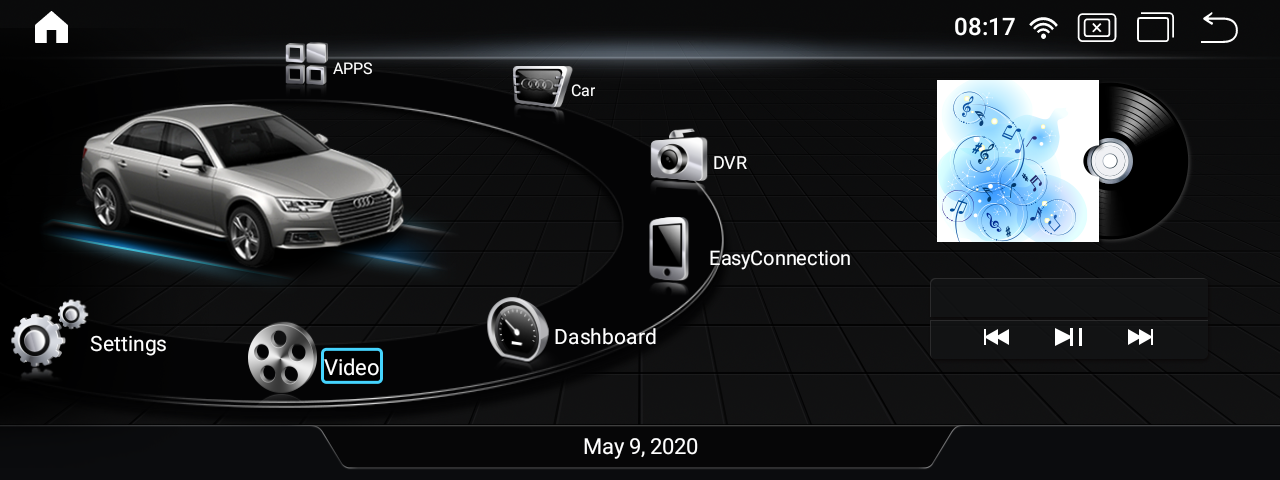 08:17
APPS
Car
DVR
EasyConnection
Dashboard
Video
Settings
May 9, 2020